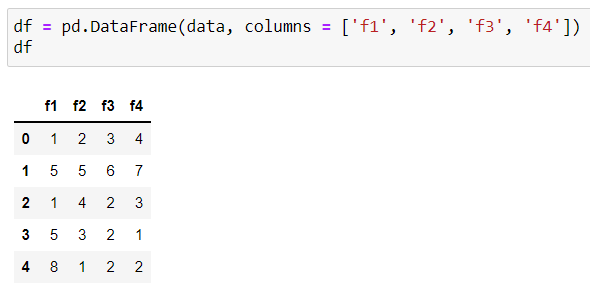 df = pd.DataFrame(data, columns = ['f1', 'f2', 'f3', 'f4'])
df
f1 f2 f3 f4
0 1 2 3 4
1 5 5 6 7
2 1 4 2 3
3 5 3 2 1
4 8 1 2 2